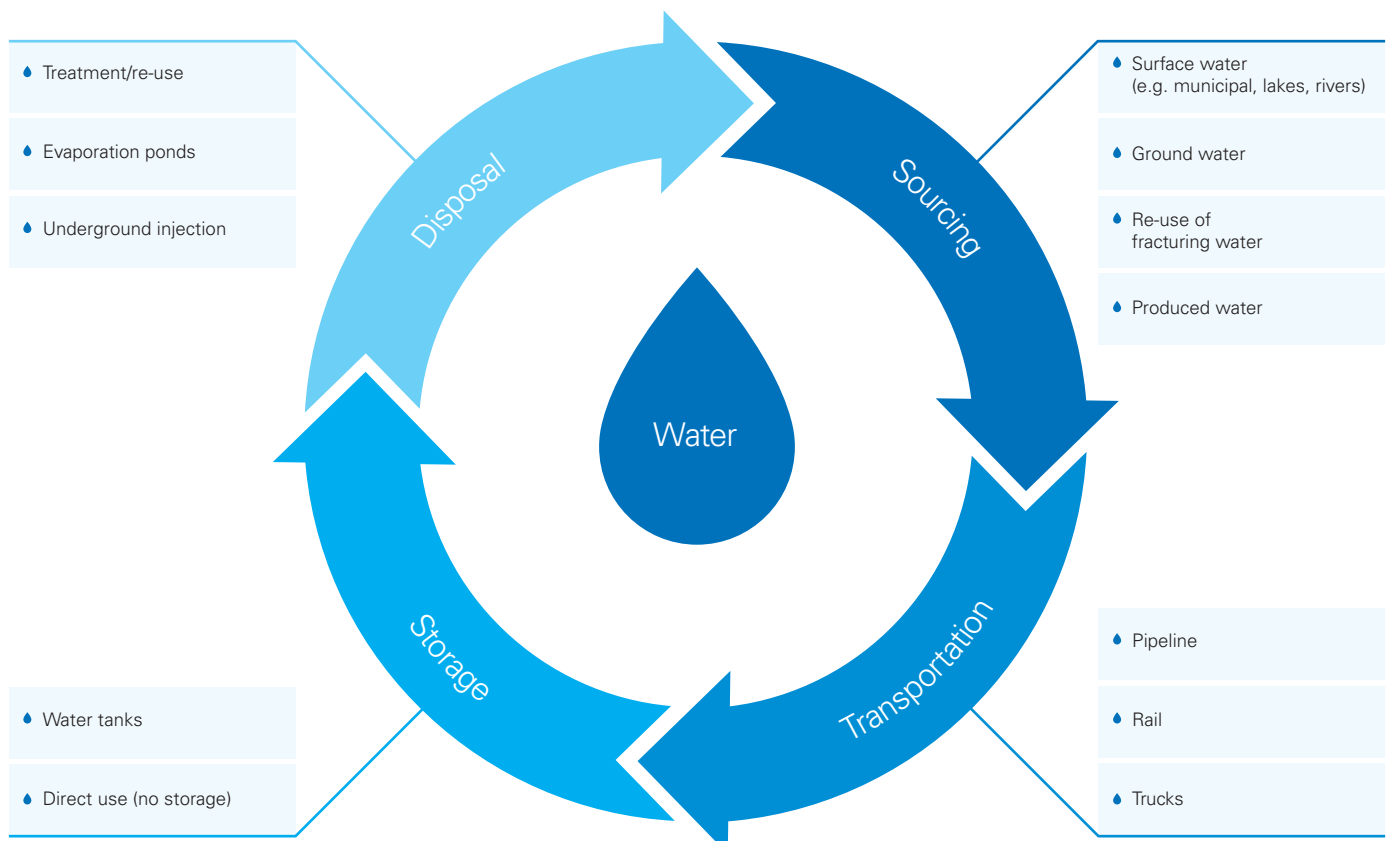 Treatment/re-use
Evaporation ponds
Underground injection
Disposal
Sourcing
Surface water
(e.g. municipal, lakes, rivers)
Ground water
Re-use of
fracturing water
Produced water
Water
Storage
Transportation
Water tanks
Direct use (no storage)
Pipeline
Rail
Trucks